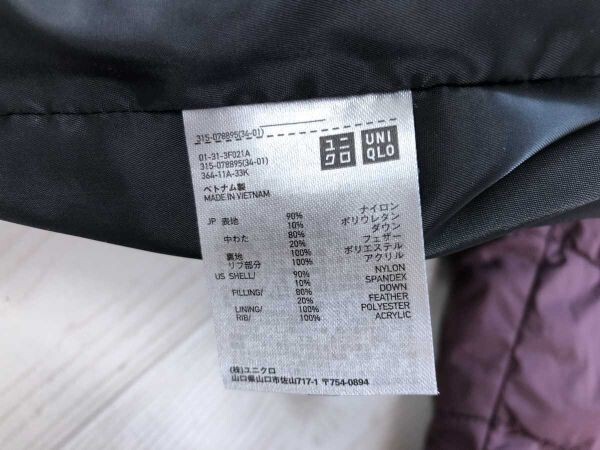 315-078895(34-01)
ユニ
クロ
UNI
QLO
01-31-3F021A
315-078895(34-01)
364-11A-33K
ベトナム製
MADE IN VIETNAM
JP 表地 90% ナイロン
10% ポリウレタン
中わた 80% ダウン
20% フェザー
裏地 100% ポリエステル
リブ部分 100% アクリル
US SHELL/ 90% NYLON
10% SPANDEX
FILLING/ 80% DOWN
20% FEATHER
LINING/ 100% POLYESTER
RIB/ 100% ACRYLIC
(株)ユニクロ
山口県山口市佐山717-1 〒754-0894